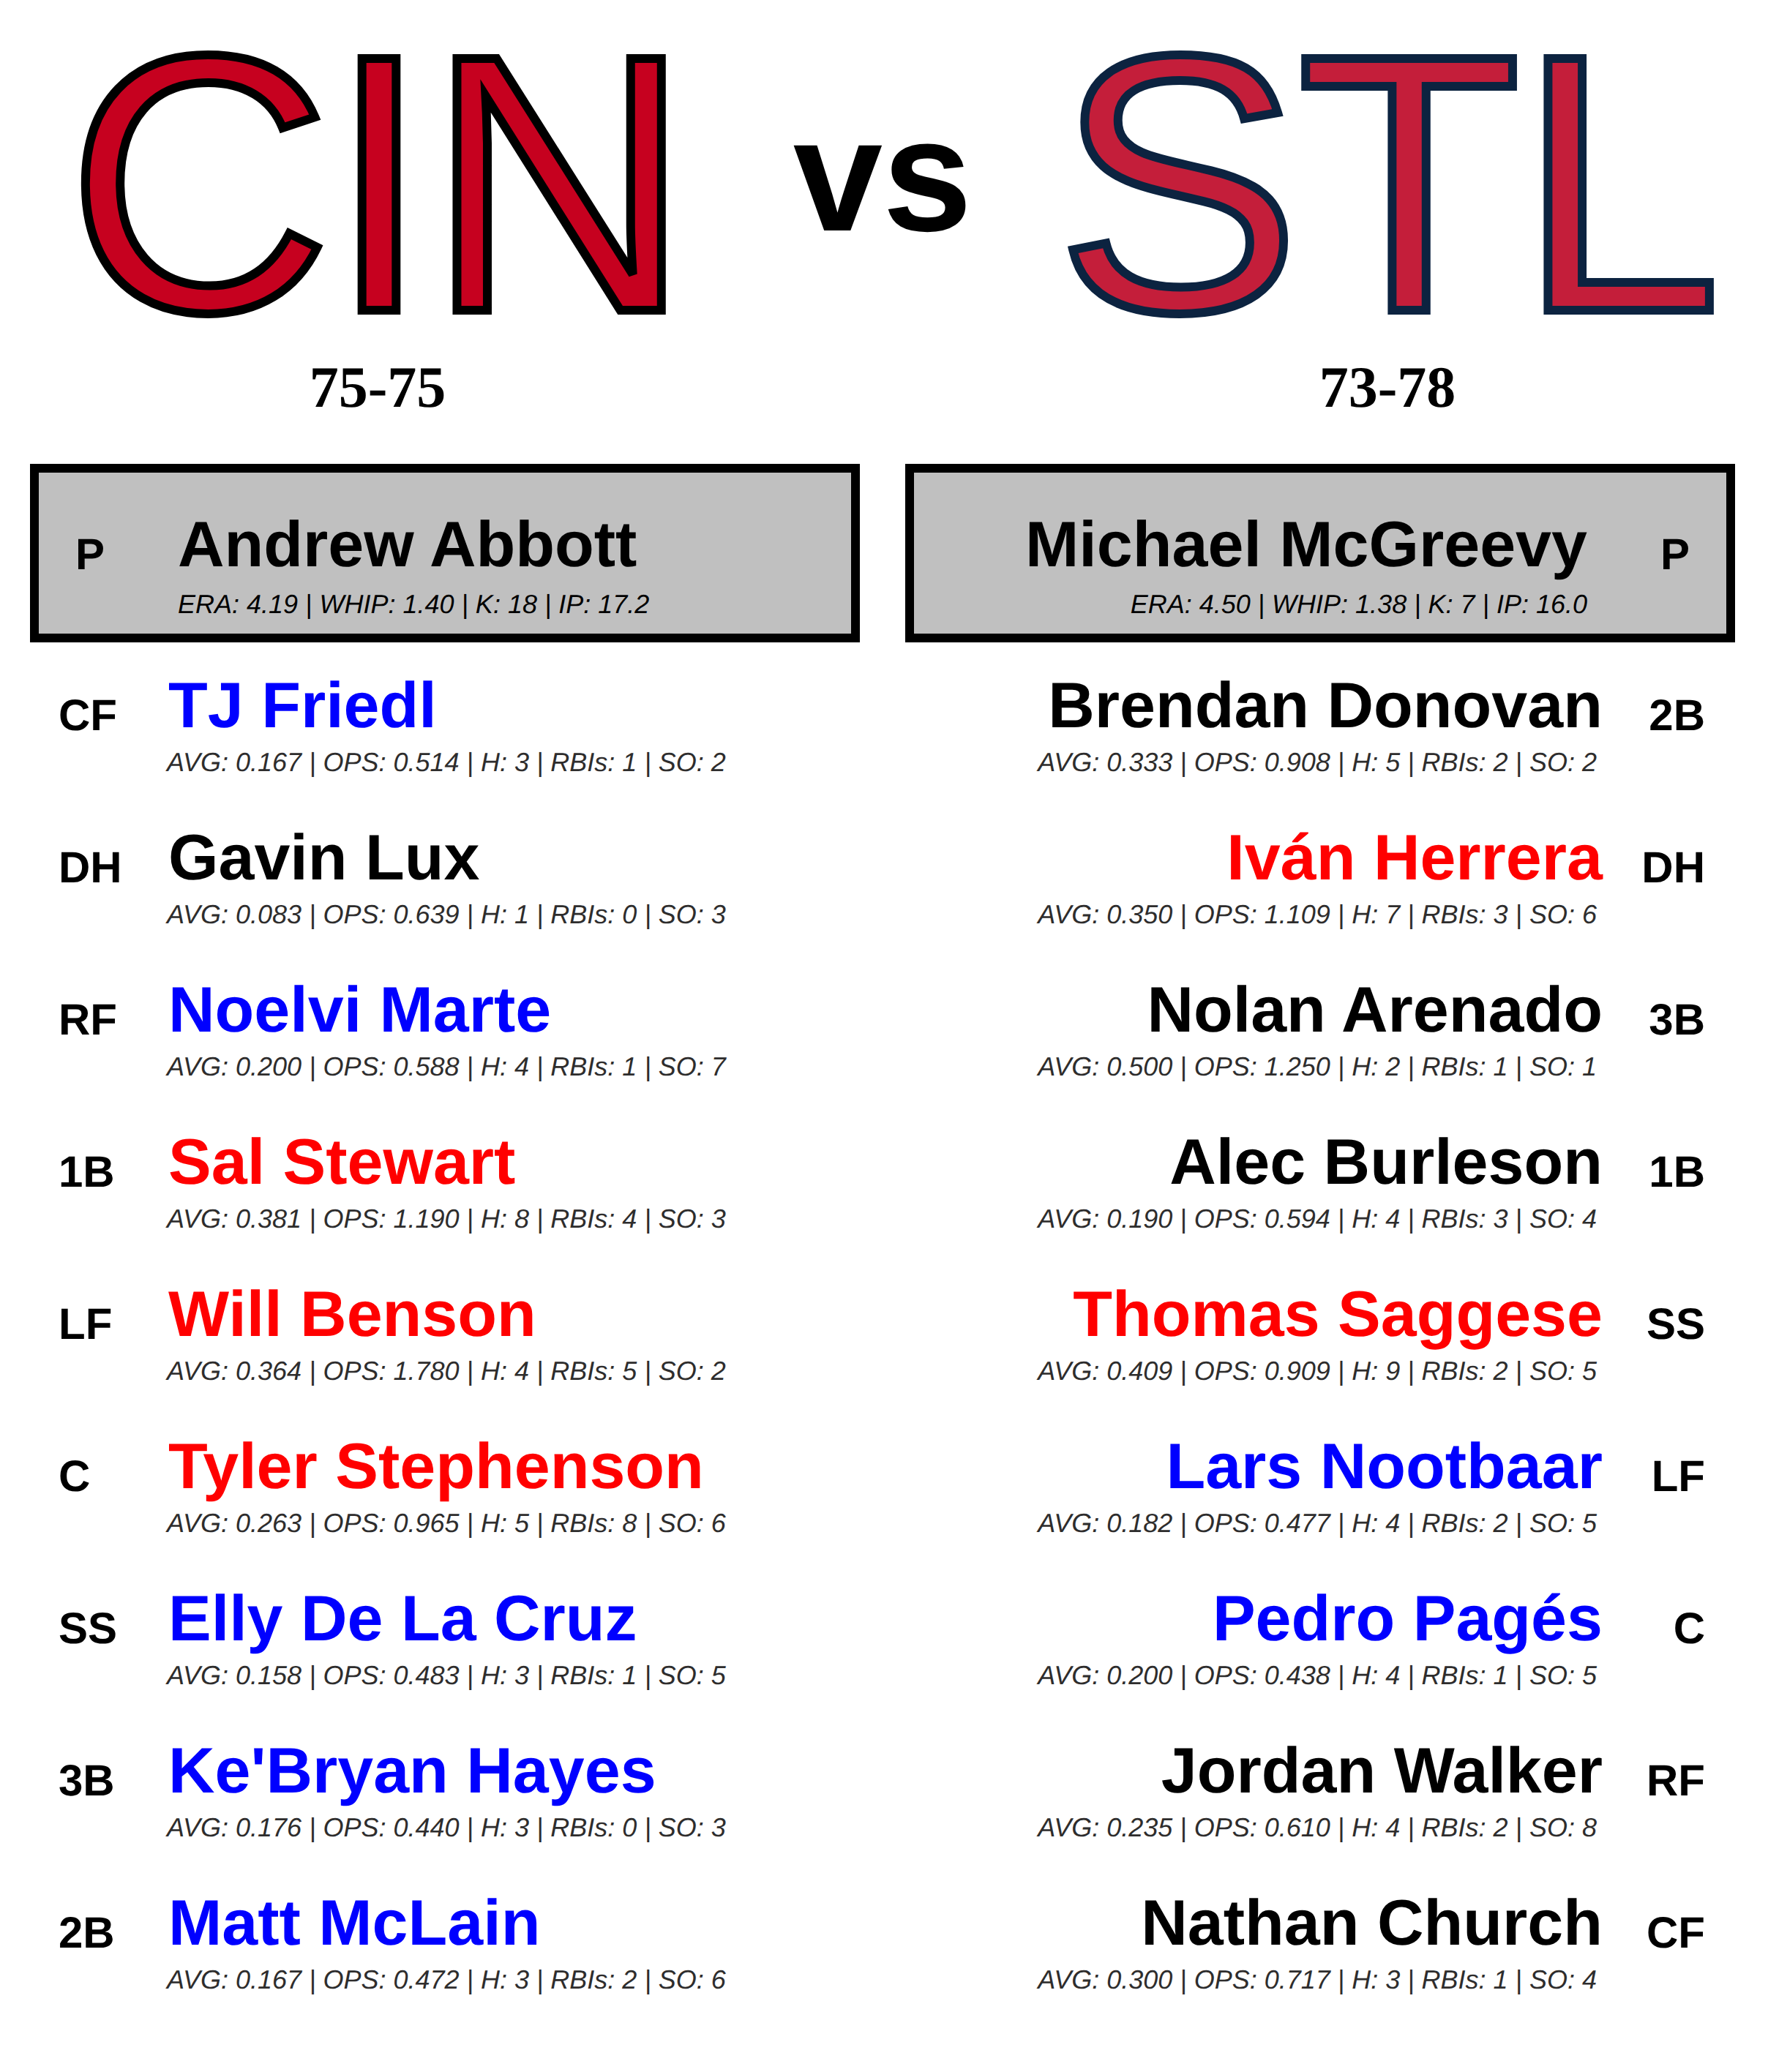 CIN vs STL
75-75
73-78
P Andrew Abbott
ERA: 4.19 | WHIP: 1.40 | K: 18 | IP: 17.2
Michael McGreevy P
ERA: 4.50 | WHIP: 1.38 | K: 7 | IP: 16.0
CF TJ Friedl
AVG: 0.167 | OPS: 0.514 | H: 3 | RBIs: 1 | SO: 2
DH Gavin Lux
AVG: 0.083 | OPS: 0.639 | H: 1 | RBIs: 0 | SO: 3
RF Noelvi Marte
AVG: 0.200 | OPS: 0.588 | H: 4 | RBIs: 1 | SO: 7
1B Sal Stewart
AVG: 0.381 | OPS: 1.190 | H: 8 | RBIs: 4 | SO: 3
LF Will Benson
AVG: 0.364 | OPS: 1.780 | H: 4 | RBIs: 5 | SO: 2
C Tyler Stephenson
AVG: 0.263 | OPS: 0.965 | H: 5 | RBIs: 8 | SO: 6
SS Elly De La Cruz
AVG: 0.158 | OPS: 0.483 | H: 3 | RBIs: 1 | SO: 5
3B Ke'Bryan Hayes
AVG: 0.176 | OPS: 0.440 | H: 3 | RBIs: 0 | SO: 3
2B Matt McLain
AVG: 0.167 | OPS: 0.472 | H: 3 | RBIs: 2 | SO: 6
Brendan Donovan 2B
AVG: 0.333 | OPS: 0.908 | H: 5 | RBIs: 2 | SO: 2
Iván Herrera DH
AVG: 0.350 | OPS: 1.109 | H: 7 | RBIs: 3 | SO: 6
Nolan Arenado 3B
AVG: 0.500 | OPS: 1.250 | H: 2 | RBIs: 1 | SO: 1
Alec Burleson 1B
AVG: 0.190 | OPS: 0.594 | H: 4 | RBIs: 3 | SO: 4
Thomas Saggese SS
AVG: 0.409 | OPS: 0.909 | H: 9 | RBIs: 2 | SO: 5
Lars Nootbaar LF
AVG: 0.182 | OPS: 0.477 | H: 4 | RBIs: 2 | SO: 5
Pedro Pagés C
AVG: 0.200 | OPS: 0.438 | H: 4 | RBIs: 1 | SO: 5
Jordan Walker RF
AVG: 0.235 | OPS: 0.610 | H: 4 | RBIs: 2 | SO: 8
Nathan Church CF
AVG: 0.300 | OPS: 0.717 | H: 3 | RBIs: 1 | SO: 4